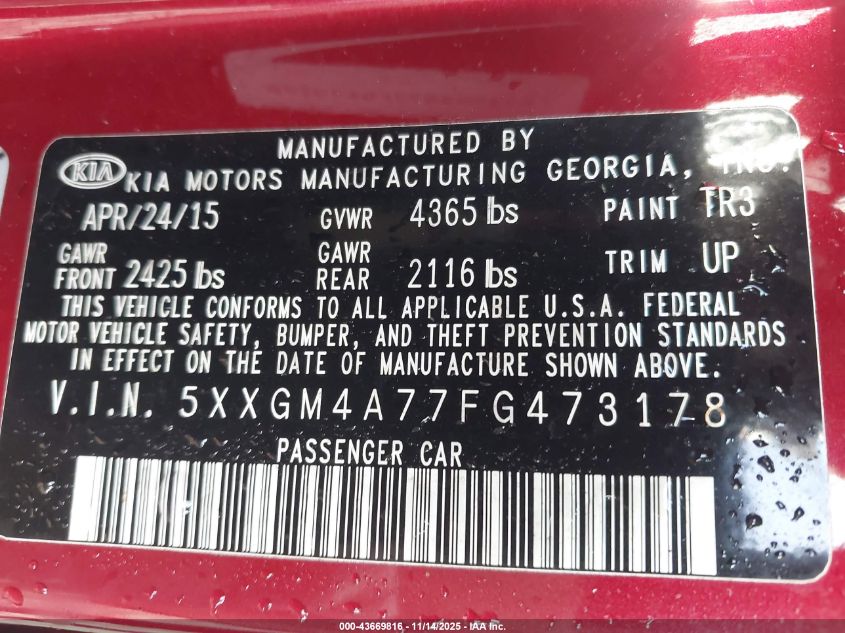 MANUFACTURED BY
KIA KIA MOTORS MANUFACTURING GEORGIA, INC.
APR/24/15 GVWR 4365 lbs PAINT TR3
GAWR FRONT 2425 lbs GAWR REAR 2116 lbs TRIM UP
THIS VEHICLE CONFORMS TO ALL APPLICABLE U.S.A. FEDERAL
MOTOR VEHICLE SAFETY, BUMPER, AND THEFT PREVENTION STANDARDS
IN EFFECT ON THE DATE OF MANUFACTURE SHOWN ABOVE.
V.I.N. 5XXGM4A77FG473178
PASSENGER CAR
000-43669816 - 11/14/2025 - IAA Inc.